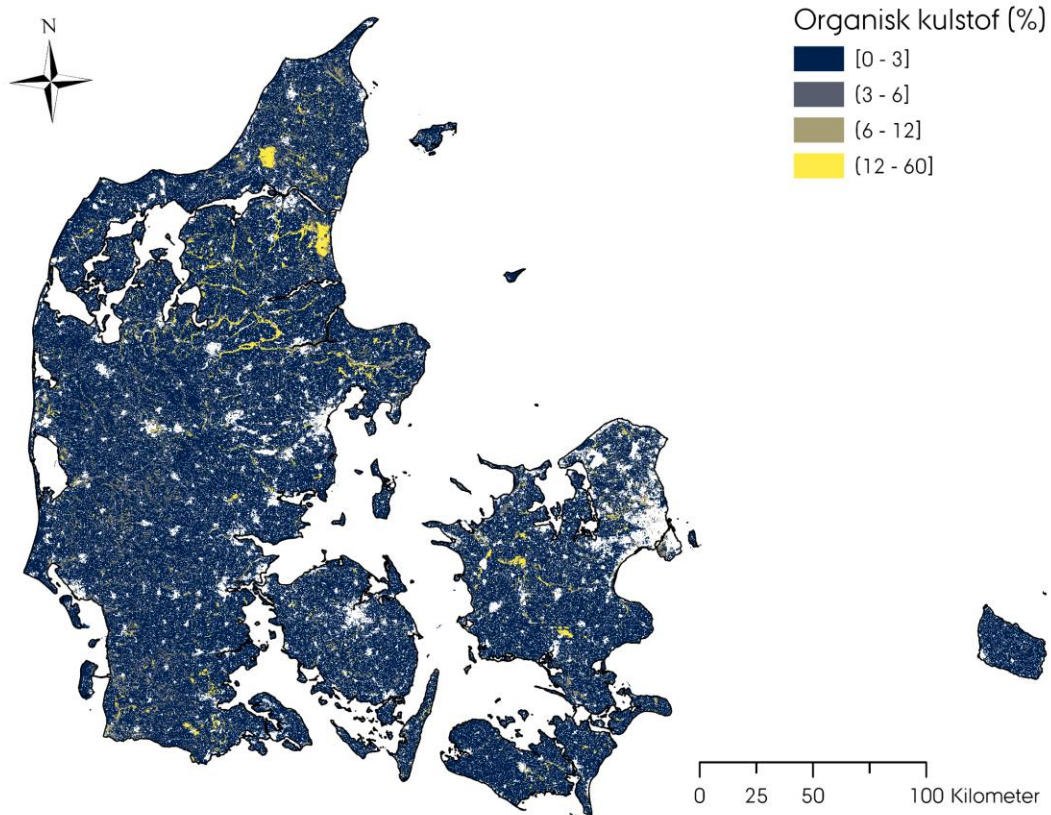 N
Organisk kulstof (%)
[0 - 3]
(3 - 6]
(6 - 12]
(12 - 60]
0 25 50 100 Kilometer